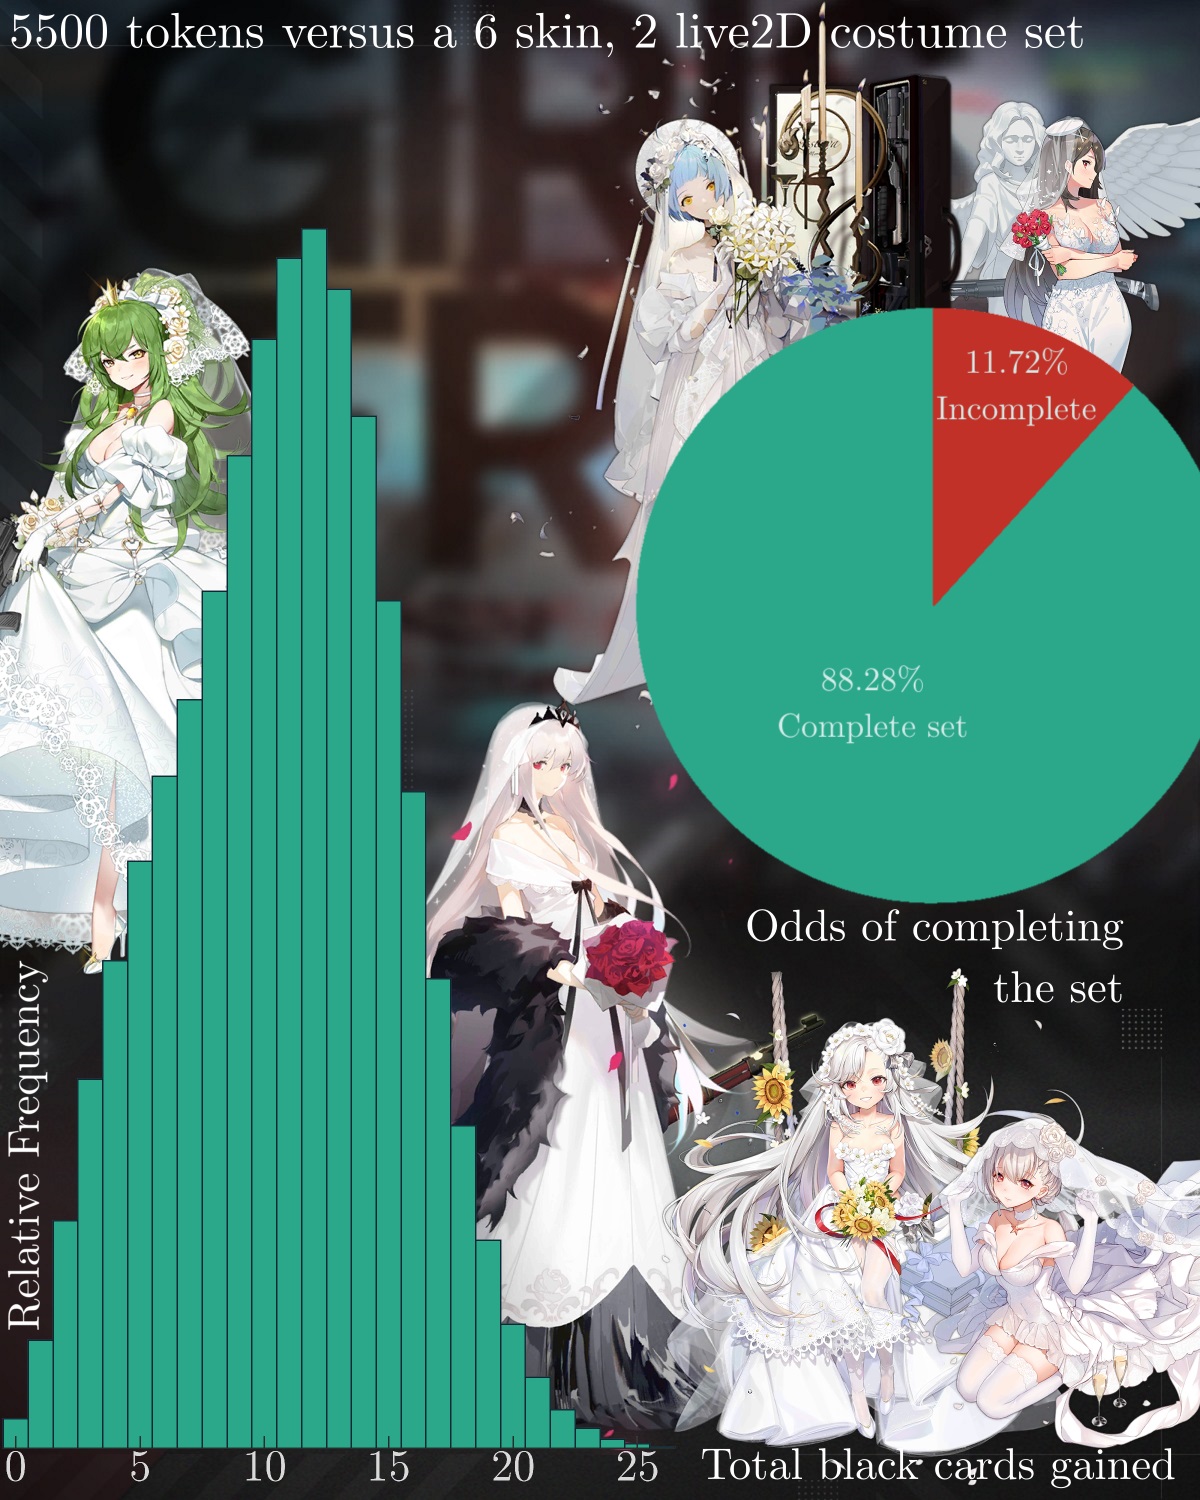 5500 tokens versus a 6 skin, 2 live2D costume set
11.72%
Incomplete
88.28%
Complete set
Odds of completing
the set
Relative Frequency
0 5 10 15 20 25
Total black cards gained